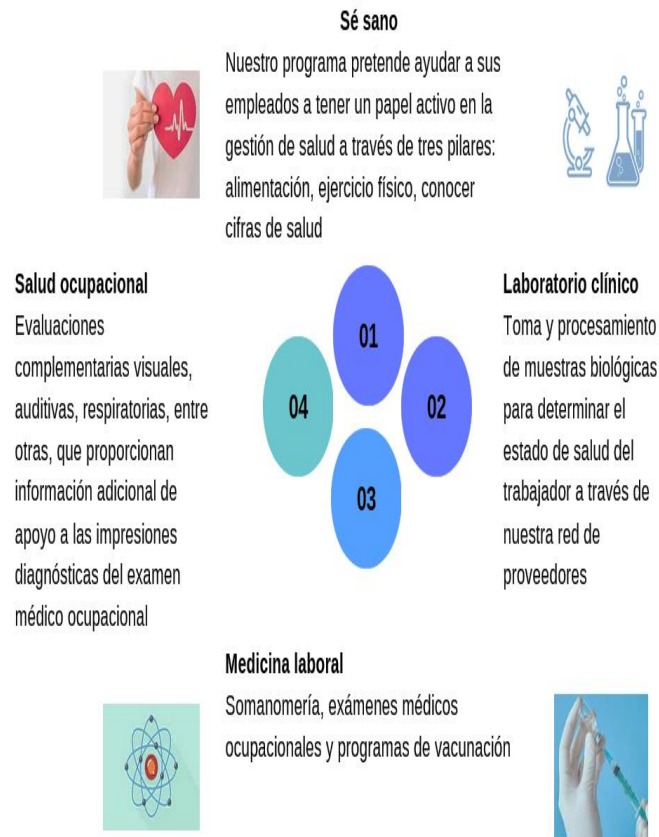 Sé sano
Nuestro programa pretende ayudar a sus
empleados a tener un papel activo en la
gestión de salud a través de tres pilares:
alimentación, ejercicio físico, conocer
cifras de salud
Salud ocupacional
Evaluaciones
complementarias visuales,
auditivas, respiratorias, entre
otras, que proporcionan
información adicional de
apoyo a las impresiones
diagnósticas del examen
médico ocupacional
01
04
02
03
Laboratorio clínico
Toma y procesamiento
de muestras biológicas
para determinar el
estado de salud del
trabajador a través de
nuestra red de
proveedores
Medicina laboral
Somanomería, exámenes médicos
ocupacionales y programas de vacunación